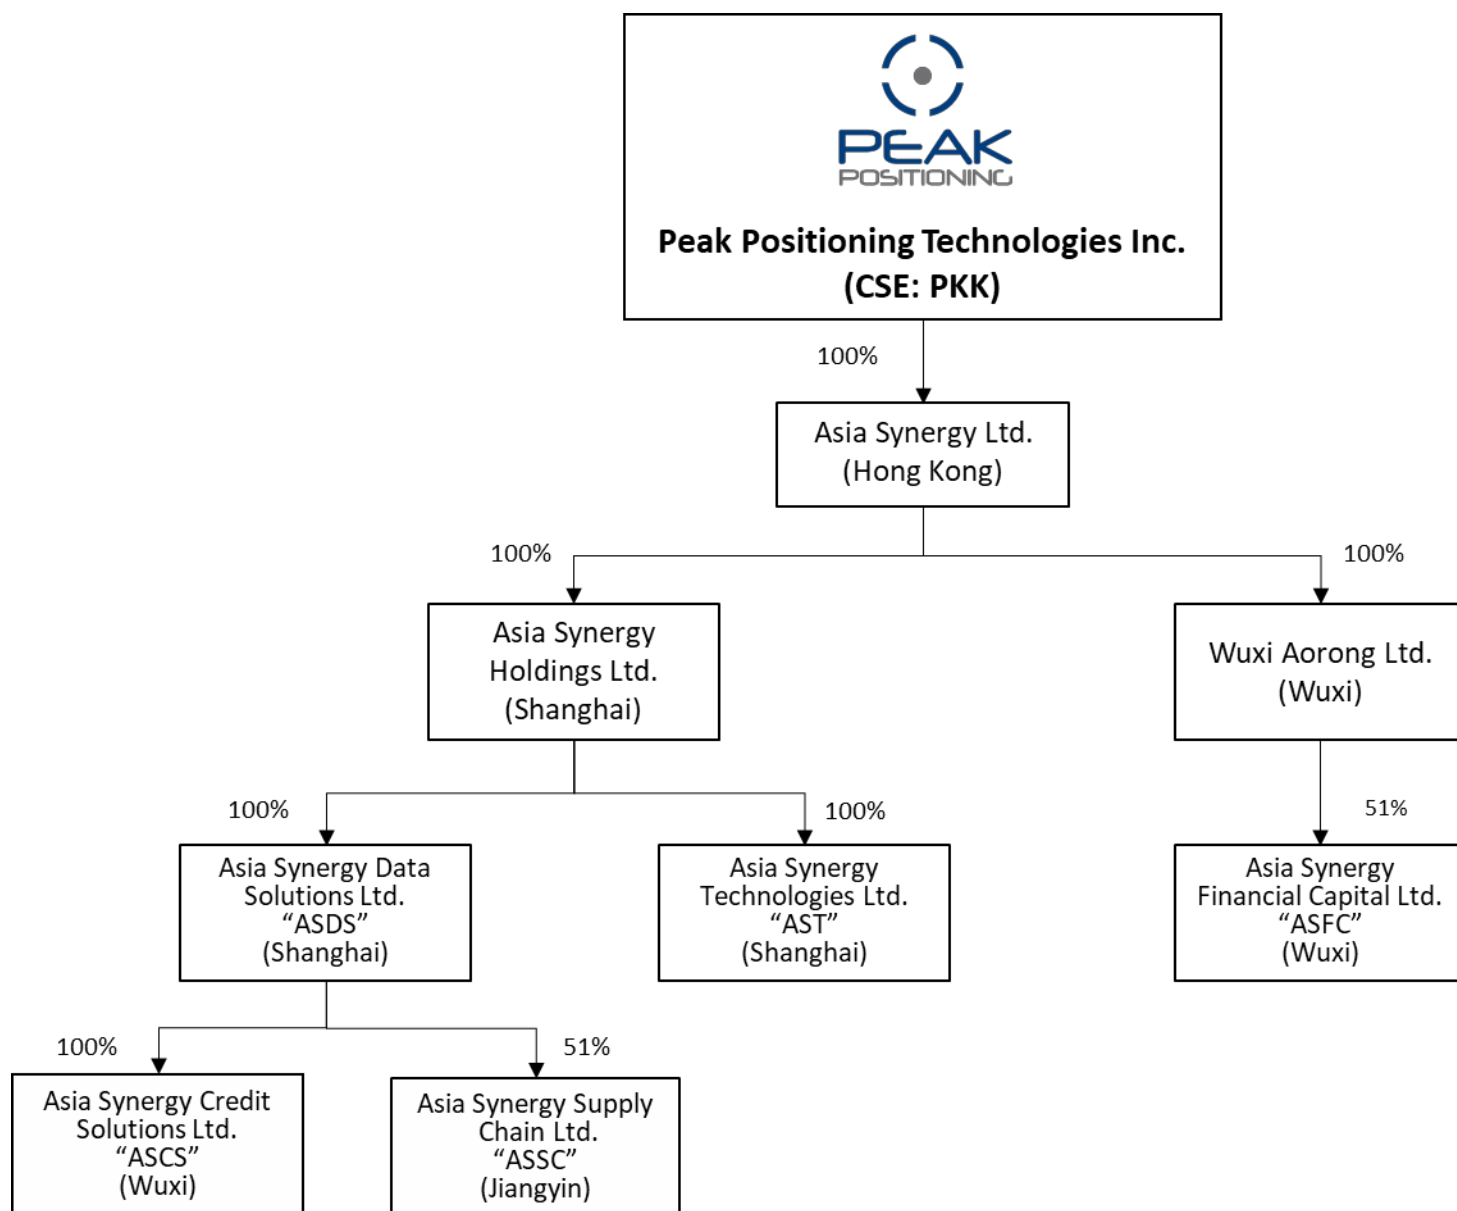 PEAK
POSITIONING
Peak Positioning Technologies Inc.
(CSE: PKK)
100%
Asia Synergy Ltd.
(Hong Kong)
100%
100%
Asia Synergy
Holdings Ltd.
(Shanghai)
Wuxi Aorong Ltd.
(Wuxi)
100%
100%
51%
Asia Synergy Data
Solutions Ltd.
“ASDS”
(Shanghai)
Asia Synergy
Technologies Ltd.
“AST”
(Shanghai)
Asia Synergy
Financial Capital Ltd.
“ASFC”
(Wuxi)
100%
51%
Asia Synergy Credit
Solutions Ltd.
“ASCS”
(Wuxi)
Asia Synergy Supply
Chain Ltd.
“ASSC”
(Jiangyin)